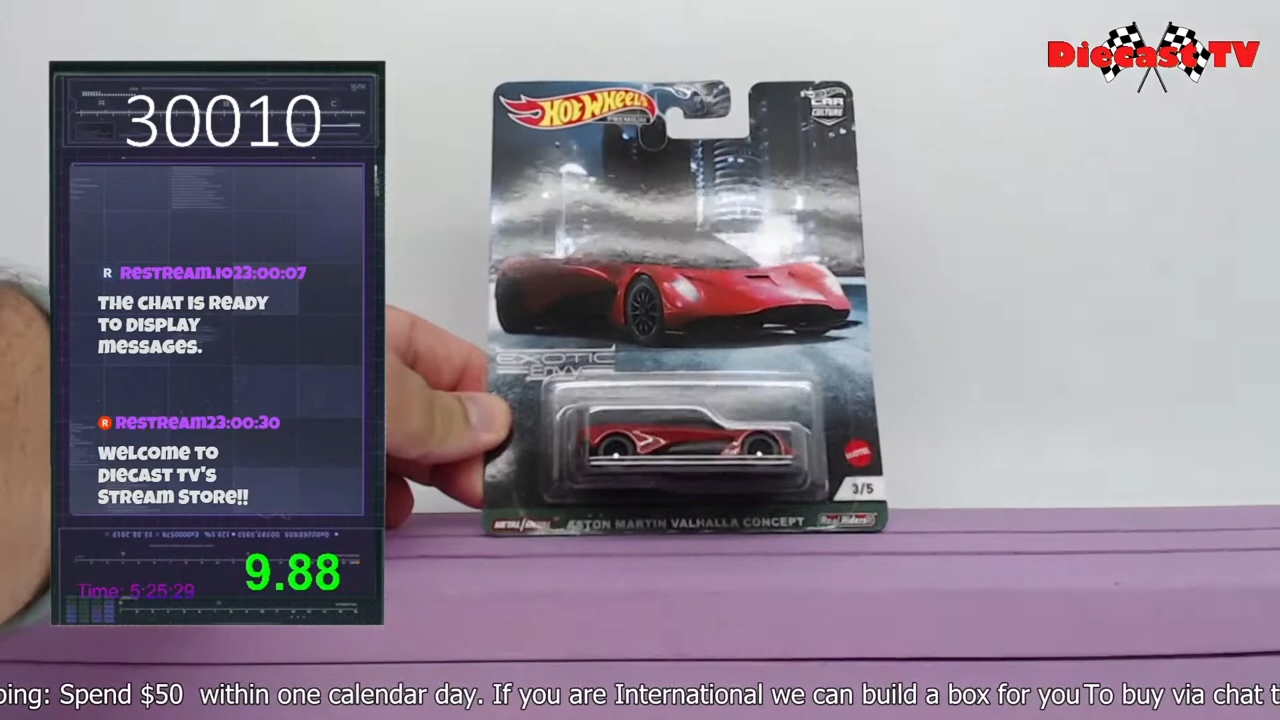 Diecast TV
30010
Restream.io23:00:07
THE CHAT IS READY
TO DISPLAY
MESSAGES.
Restream23:00:30
WELCOME TO
DIECAST TV'S
STREAM STORE!!
Time: 5:25:29
9.88
HOT WHEELS
PREMIUM
CAR
CULTURE
EXOTIC
Envy
MATTEL
3/5
ASTON MARTIN VALHALLA CONCEPT
Real Riders
ping: Spend $50 within one calendar day. If you are International we can build a box for you To buy via chat t